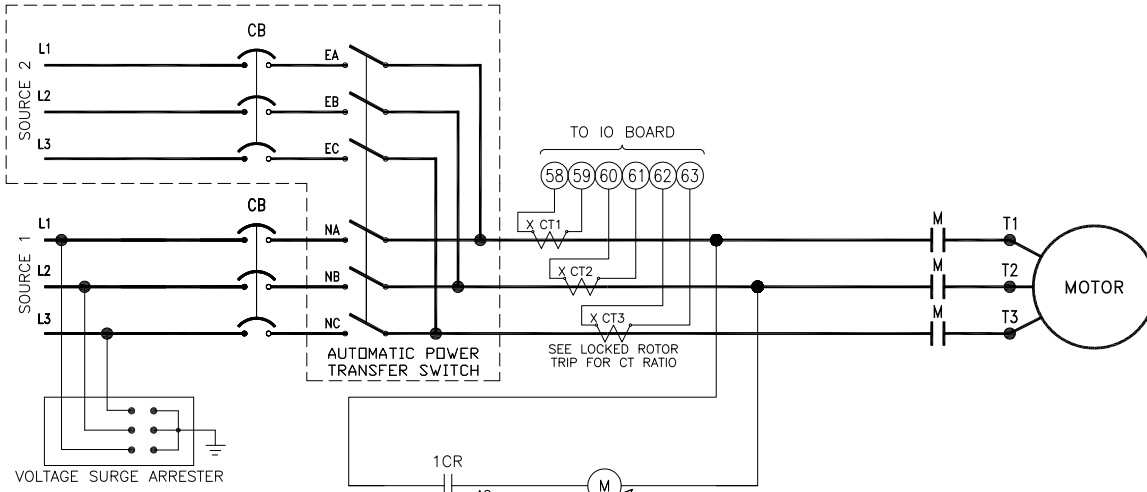 CB
L1
EA
L2
EB
L3
EC
SOURCE 2
TO IO BOARD
58 59 60 61 62 63
CB
L1
NA
X CT1
M
T1
L2
NB
X CT2
M
T2
MOTOR
L3
NC
X CT3
M
T3
SOURCE 1
AUTOMATIC POWER
TRANSFER SWITCH
SEE LOCKED ROTOR
TRIP FOR CT RATIO
VOLTAGE SURGE ARRESTER
1CR
M